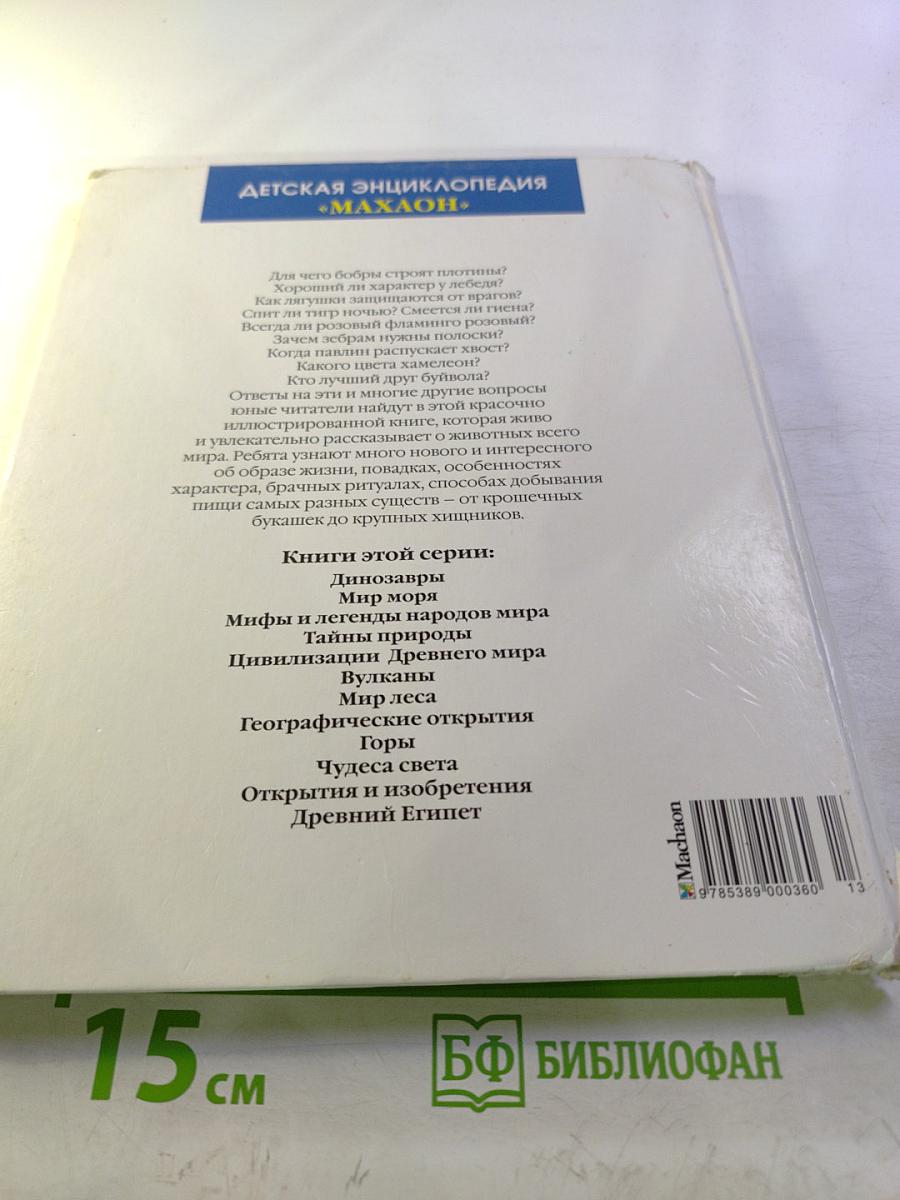 ДЕТСКАЯ ЭНЦИКЛОПЕДИЯ
«МАХАОН»
Для чего бобры строят плотины?
Хороший ли характер у лебедя?
Как лягушки защищаются от врагов?
Спит ли тигр ночью? Смеется ли гиена?
Всегда ли розовый фламинго розовый?
Зачем зебрам нужны полоски?
Когда павлин распускает хвост?
Какого цвета хамелеон?
Кто лучший друг буйвола?
Ответы на эти и многие другие вопросы
юные читатели найдут в этой красочно
иллюстрированной книге, которая живо
и увлекательно рассказывает о животных всего
мира. Ребята узнают много нового и интересного
об образе жизни, повадках, особенностях
характера, брачных ритуалах, способах добывания
пищи самых разных существ – от крошечных
букашек до крупных хищников.
Книги этой серии:
Динозавры
Мир моря
Мифы и легенды народов мира
Тайны природы
Цивилизации Древнего мира
Вулканы
Мир леса
Географические открытия
Горы
Чудеса света
Открытия и изобретения
Древний Египет
Machaon
9 785389 000360
13
15 см
БФ БИБЛИОФАН